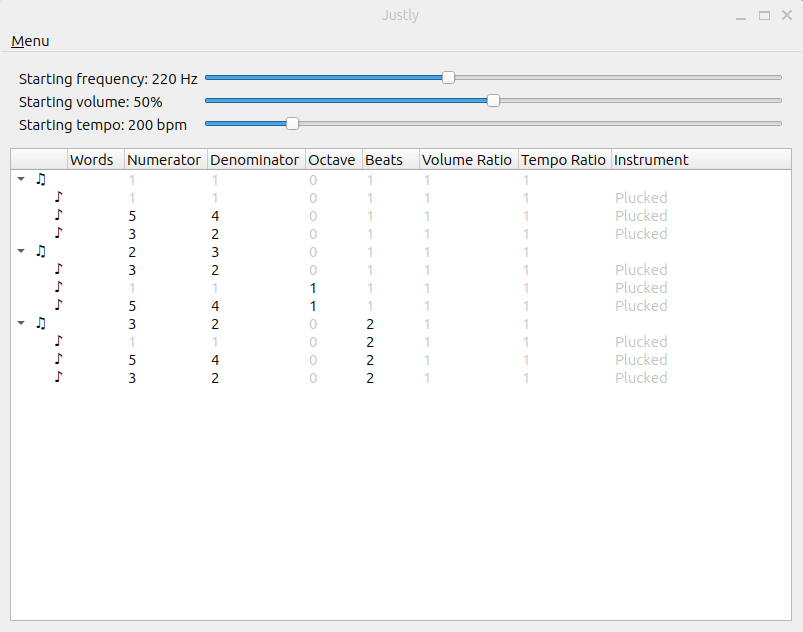 Justly
Menu
Starting frequency: 220 Hz
Starting volume: 50%
Starting tempo: 200 bpm
Words Numerator Denominator Octave Beats Volume Ratio Tempo Ratio Instrument
♫ 1 1 0 1 1 1
♪ 1 1 0 1 1 1 Plucked
♪ 5 4 0 1 1 1 Plucked
♪ 3 2 0 1 1 1 Plucked
♫ 2 3 0 1 1 1
♪ 3 2 0 1 1 1 Plucked
♪ 1 1 1 1 1 1 Plucked
♪ 5 4 1 1 1 1 Plucked
♫ 3 2 0 2 1 1
♪ 1 1 0 2 1 1 Plucked
♪ 5 4 0 2 1 1 Plucked
♪ 3 2 0 2 1 1 Plucked